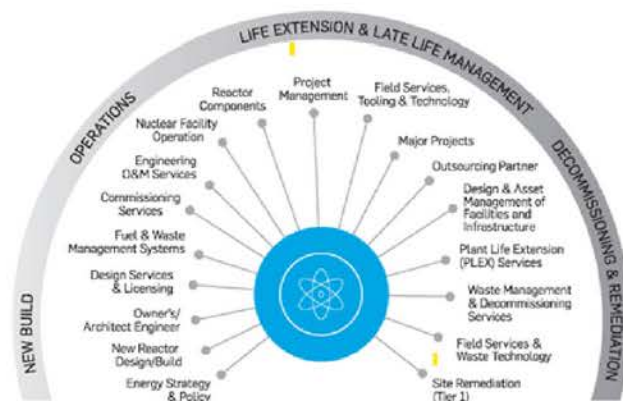 LIFE EXTENSION & LATE LIFE MANAGEMENT
OPERATIONS
DECOMMISSIONING & REMEDIATION
NEW BUILD
Project
Management
Reactor
Components
Field Services,
Tooling & Technology
Nuclear Facility
Operation
Major Projects
Engineering
O&M Services
Outsourcing Partner
Commissioning
Services
Design & Asset
Management of
Facilities and
Infrastructure
Fuel & Waste
Management Systems
Plant Life Extension
(PLEX) Services
Design Services
& Licensing
Waste Management
& Decommissioning
Services
Owner's/
Architect Engineer
Field Services &
Waste Technology
New Reactor
Design/Build
Energy Strategy
& Policy
Site Remediation
(Tier 1)